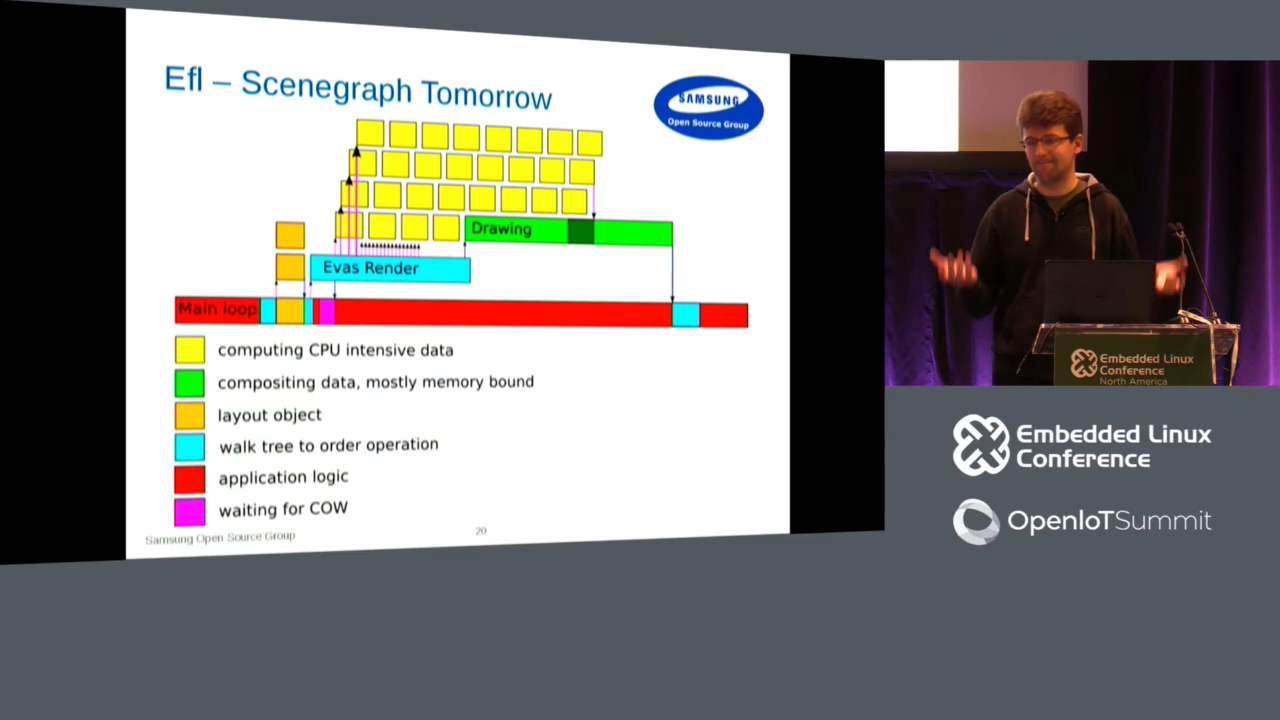 Efl – Scenegraph Tomorrow
SAMSUNG
Open Source Group
Drawing
Evas Render
Main loop
computing CPU intensive data
compositing data, mostly memory bound
layout object
walk tree to order operation
application logic
waiting for COW
Samsung Open Source Group
20
Embedded Linux
Conference
North America
Embedded Linux
Conference
OpenIoTSummit